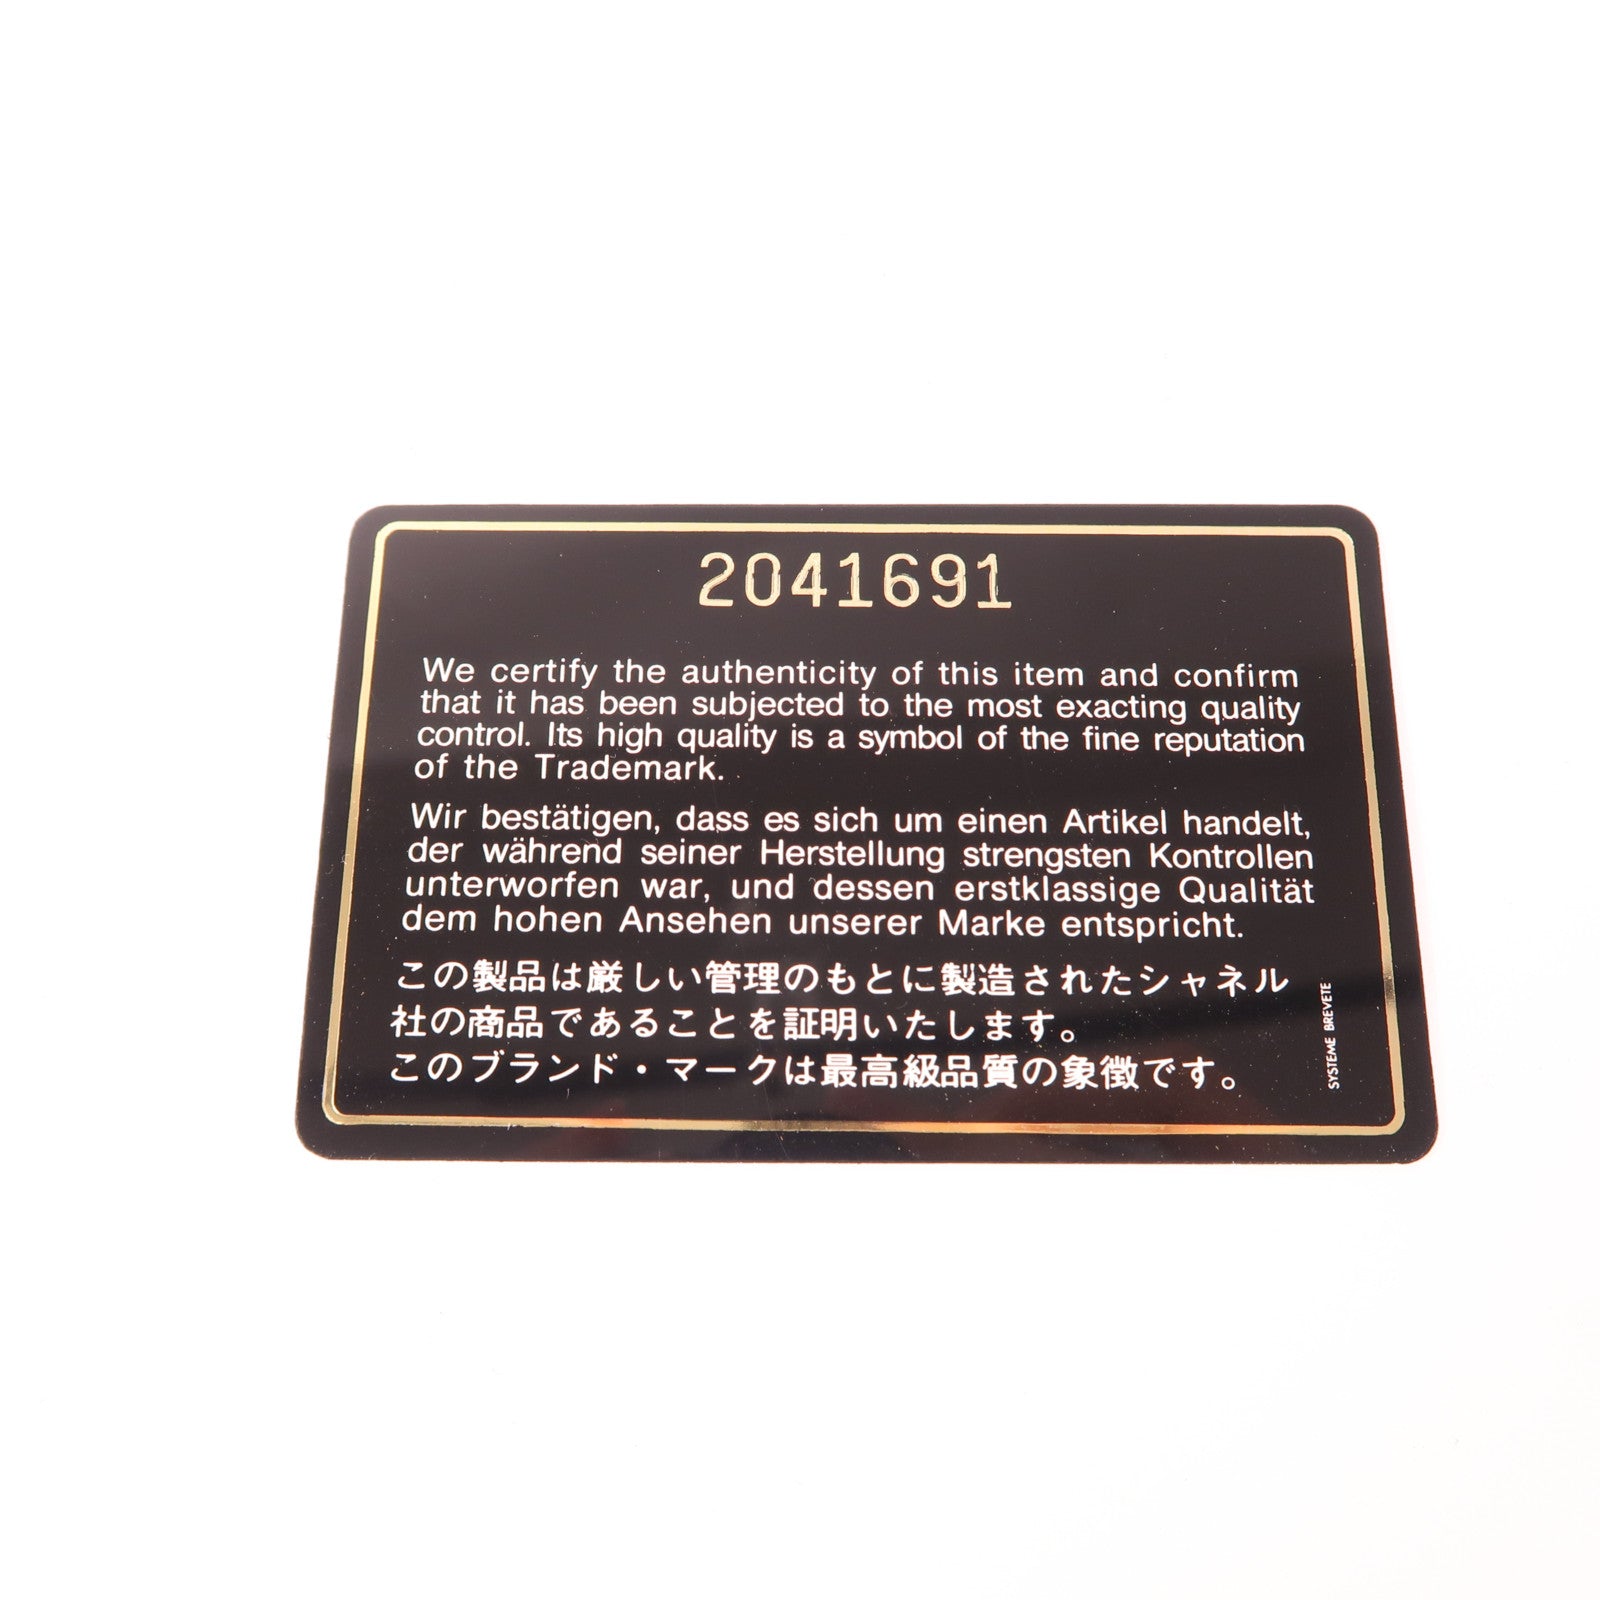 2041691
We certify the authenticity of this item and confirm
that it has been subjected to the most exacting quality
control. Its high quality is a symbol of the fine reputation
of the Trademark.
Wir bestätigen, dass es sich um einen Artikel handelt,
der während seiner Herstellung strengsten Kontrollen
unterworfen war, und dessen erstklassige Qualität
dem hohen Ansehen unserer Marke entspricht.
この製品は厳しい管理のもとに製造されたシャネル
社の商品であることを証明いたします。
このブランド・マークは最高級品質の象徴です。
SYSTEME BREVETE